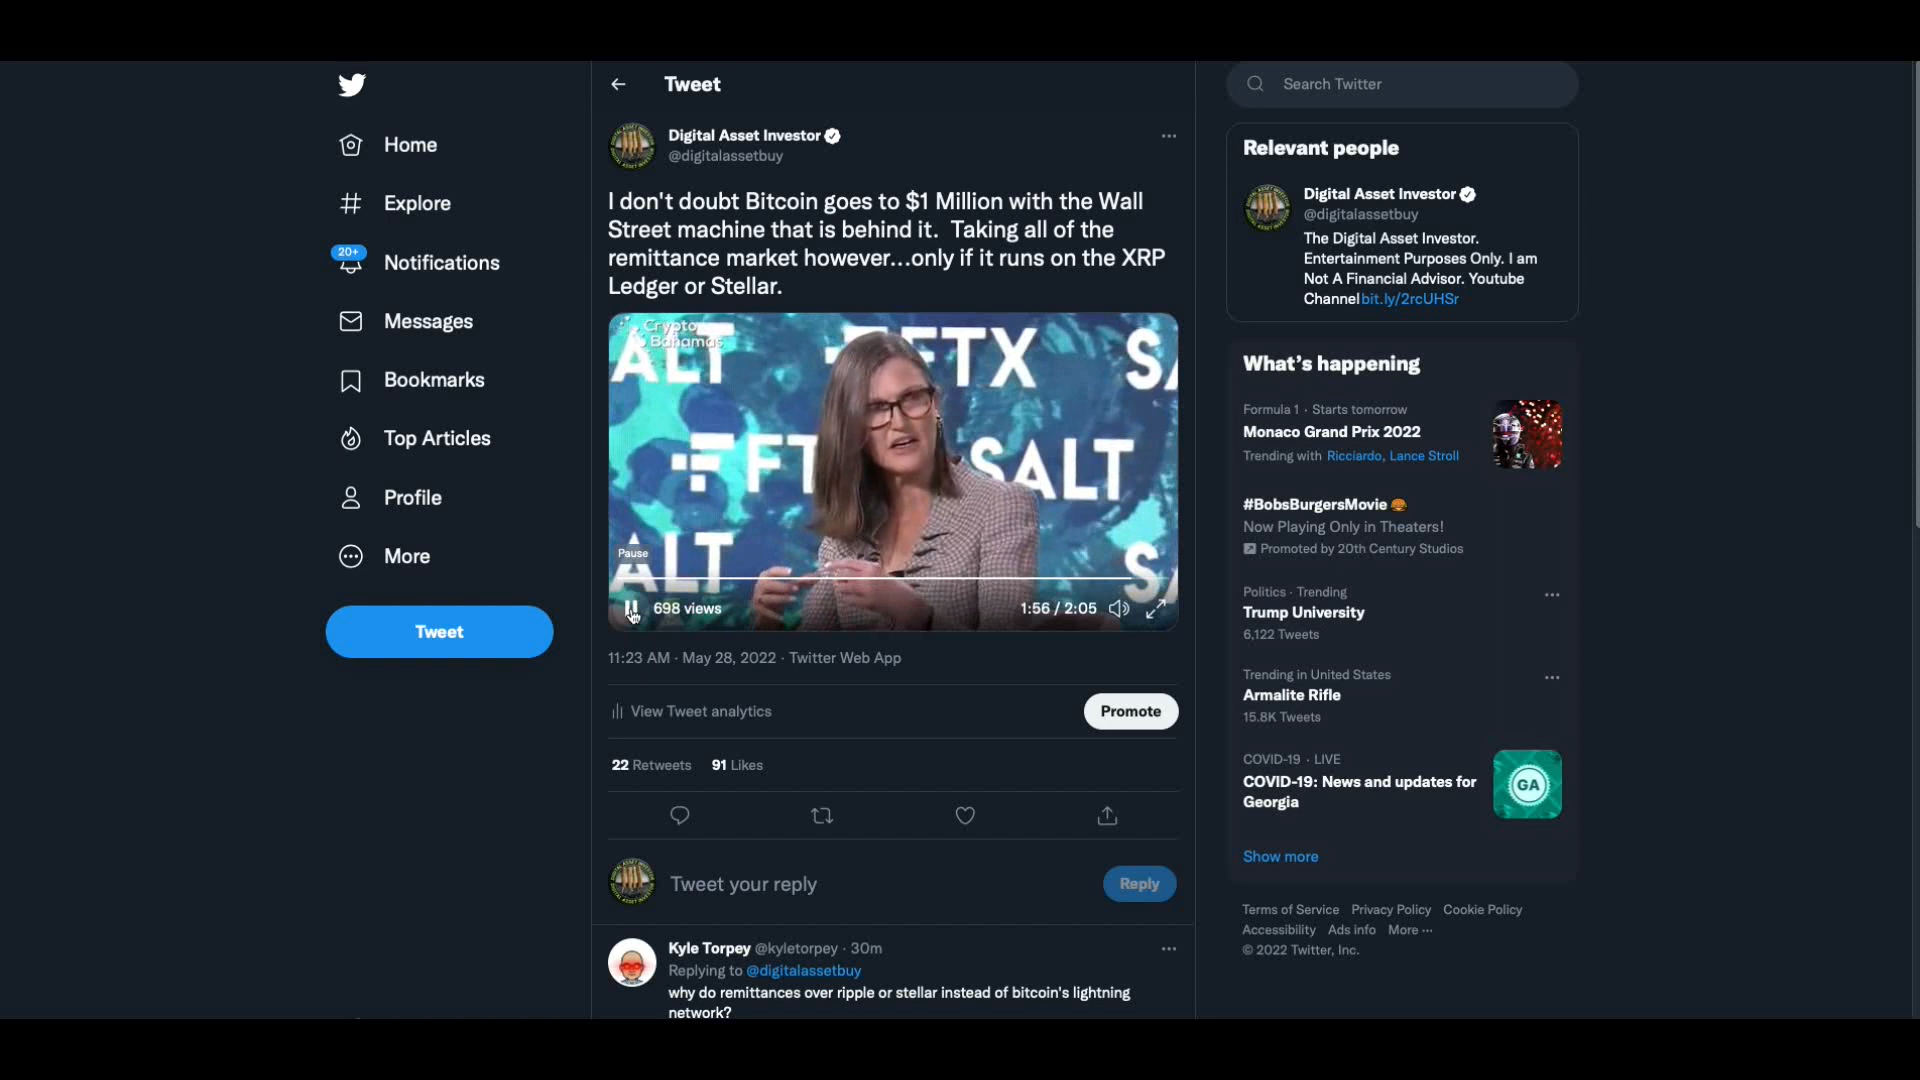 Home
Explore
20+
Notifications
Messages
Bookmarks
Top Articles
Profile
More
Tweet
Tweet
Digital Asset Investor
@digitalassetbuy
I don't doubt Bitcoin goes to $1 Million with the Wall
Street machine that is behind it.  Taking all of the
remittance market however...only if it runs on the XRP
Ledger or Stellar.
Crypto
Bahamas
ALT FTX SA
FT SALT
ALT SA
Pause
698 views
1:56 / 2:05
11:23 AM · May 28, 2022 · Twitter Web App
View Tweet analytics
Promote
22 Retweets 91 Likes
Tweet your reply
Reply
Kyle Torpey @kyletorpey · 30m
Replying to @digitalassetbuy
why do remittances over ripple or stellar instead of bitcoin's lightning
network?
Search Twitter
Relevant people
Digital Asset Investor
@digitalassetbuy
The Digital Asset Investor.
Entertainment Purposes Only. I am
Not A Financial Advisor. Youtube
Channel bit.ly/2rcUHSr
What's happening
Formula 1 · Starts tomorrow
Monaco Grand Prix 2022
Trending with Ricciardo, Lance Stroll
#BobsBurgersMovie
Now Playing Only in Theaters!
Promoted by 20th Century Studios
Politics · Trending
Trump University
6,122 Tweets
Trending in United States
Armalite Rifle
15.8K Tweets
COVID-19 · LIVE
COVID-19: News and updates for
Georgia
GA
Show more
Terms of Service Privacy Policy Cookie Policy
Accessibility Ads info More ···
© 2022 Twitter, Inc.